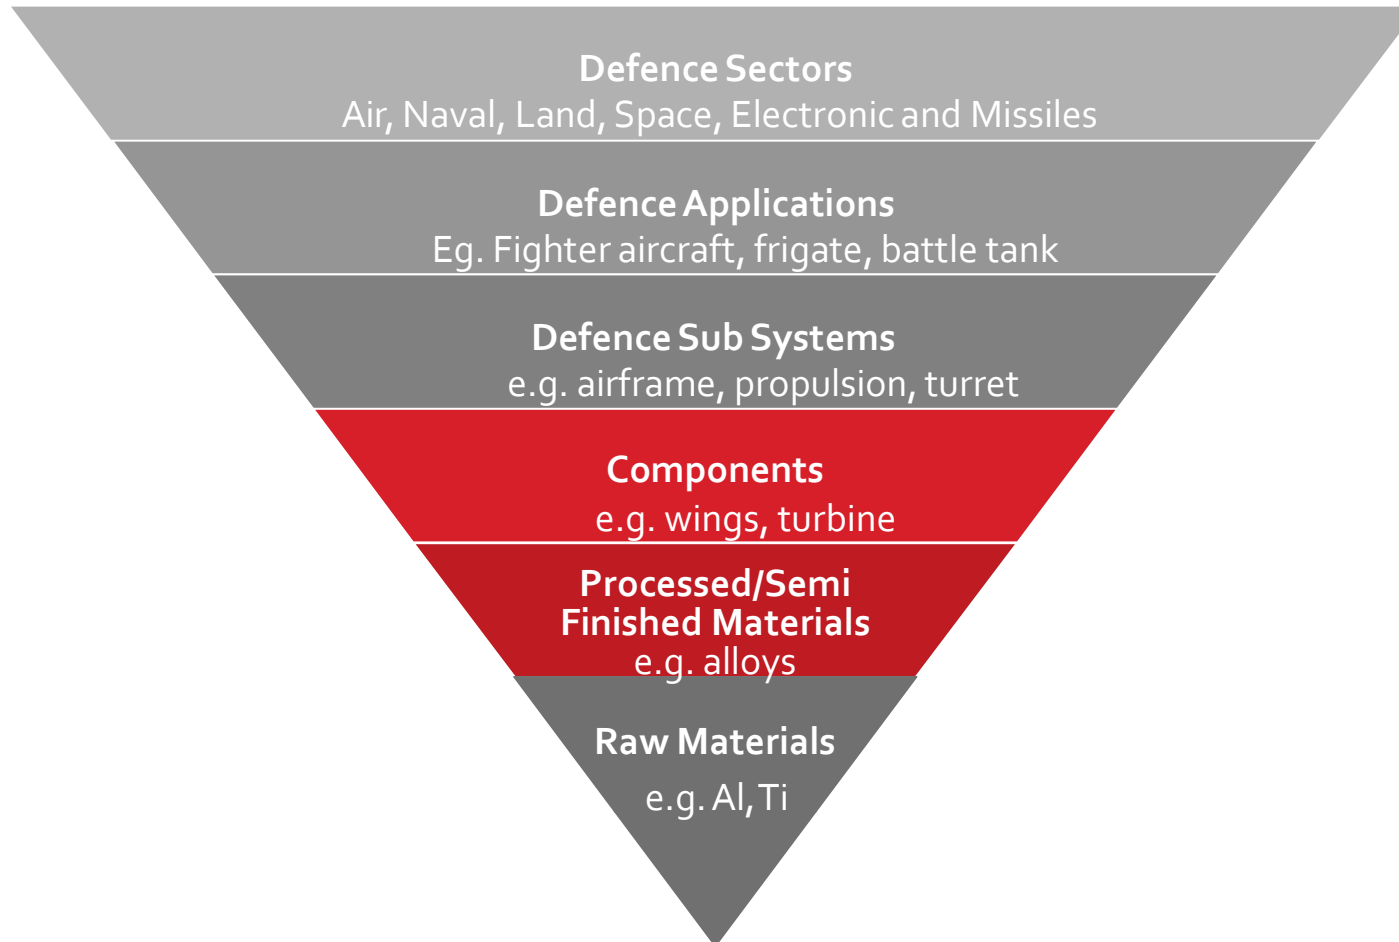 Defence Sectors
Air, Naval, Land, Space, Electronic and Missiles
Defence Applications
Eg. Fighter aircraft, frigate, battle tank
Defence Sub Systems
e.g. airframe, propulsion, turret
Components
e.g. wings, turbine
Processed/Semi
Finished Materials
e.g. alloys
Raw Materials
e.g. Al, Ti